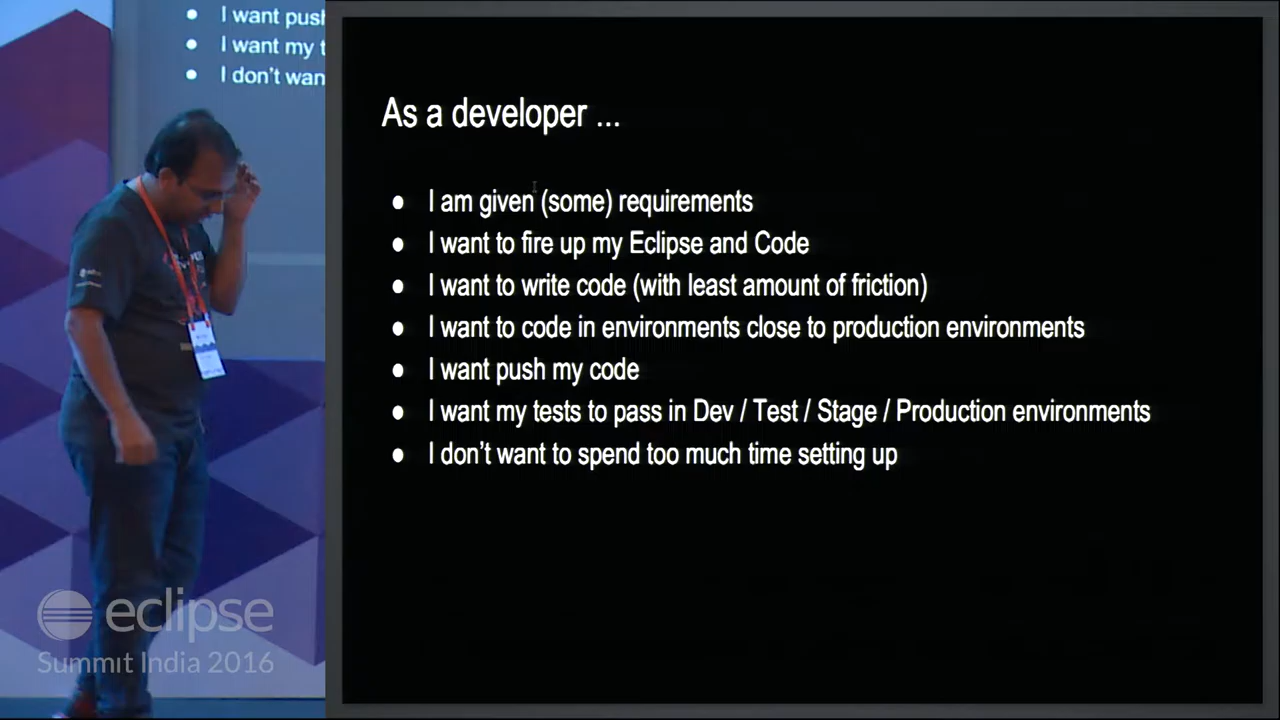 ● I want push
● I want my t
● I don't wan
As a developer ...
● I am given (some) requirements
● I want to fire up my Eclipse and Code
● I want to write code (with least amount of friction)
● I want to code in environments close to production environments
● I want push my code
● I want my tests to pass in Dev / Test / Stage / Production environments
● I don't want to spend too much time setting up
eclipse
Summit India 2016